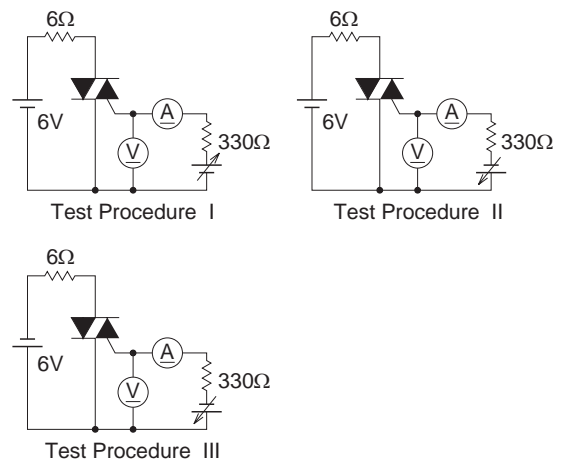 6Ω
6V
A
V
330Ω
Test Procedure I
6Ω
6V
A
V
330Ω
Test Procedure II
6Ω
6V
A
V
330Ω
Test Procedure III